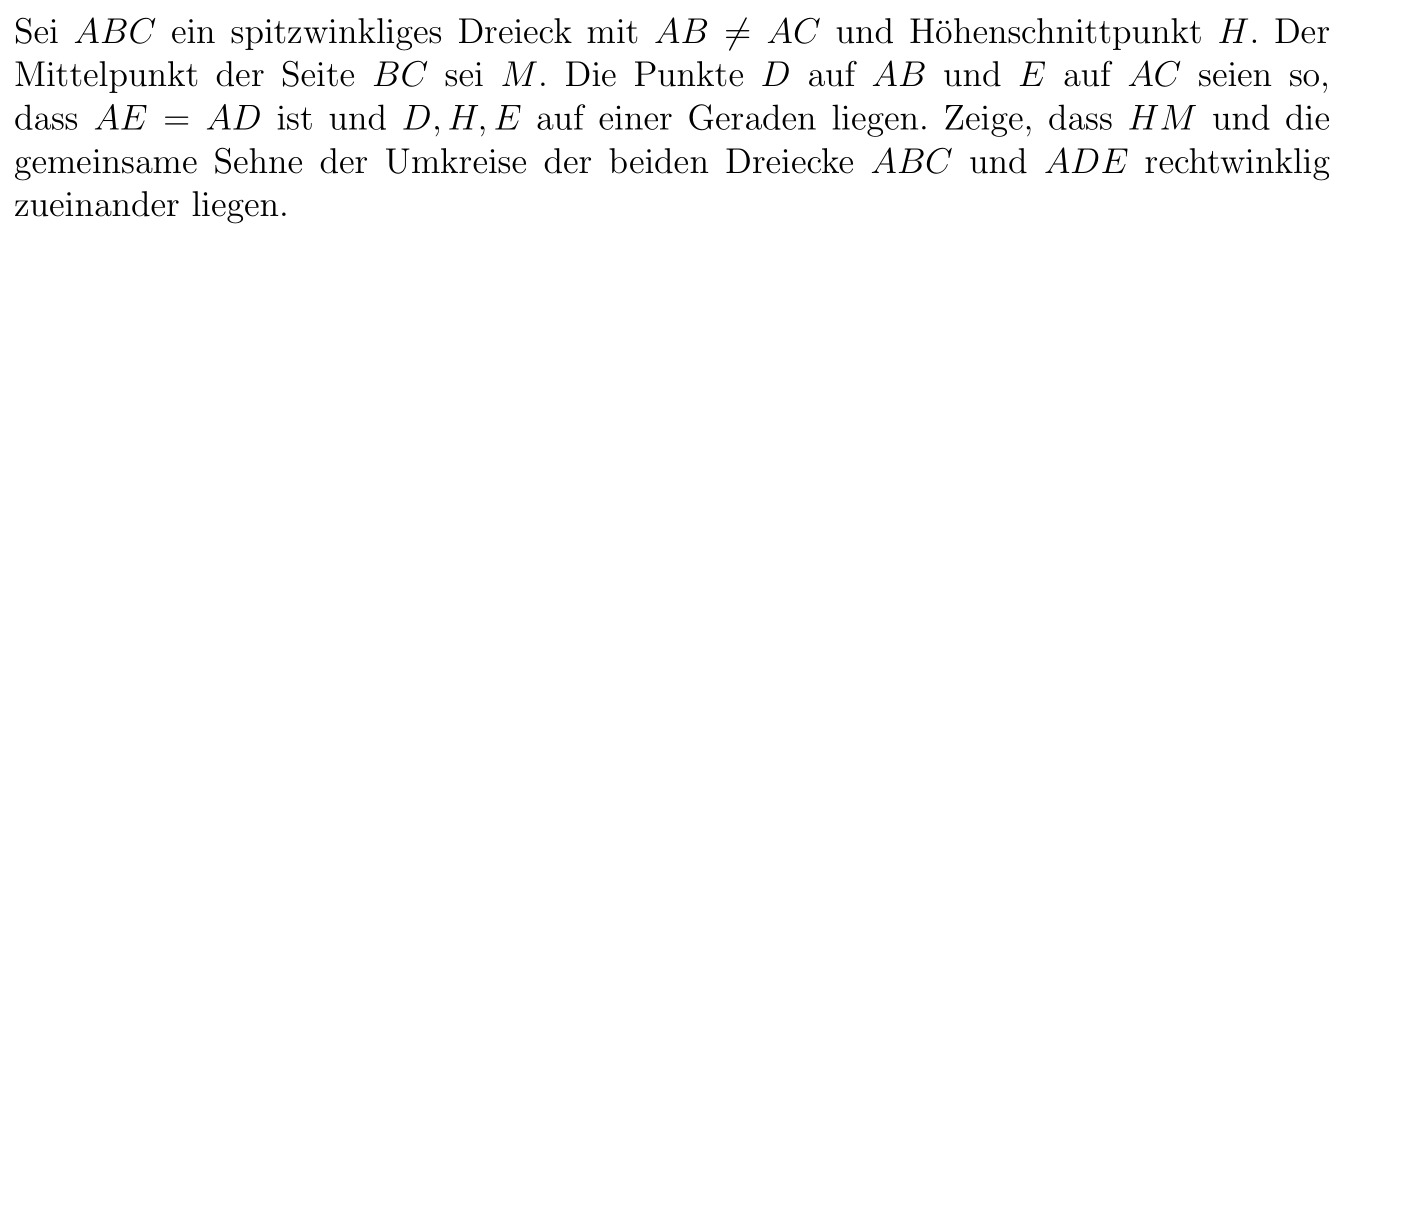 Sei ABC ein spitzwinkliges Dreieck mit AB ≠ AC und Höhenschnittpunkt H. Der
Mittelpunkt der Seite BC sei M. Die Punkte D auf AB und E auf AC seien so,
dass AE = AD ist und D, H, E auf einer Geraden liegen. Zeige, dass HM und die
gemeinsame Sehne der Umkreise der beiden Dreiecke ABC und ADE rechtwinklig
zueinander liegen.